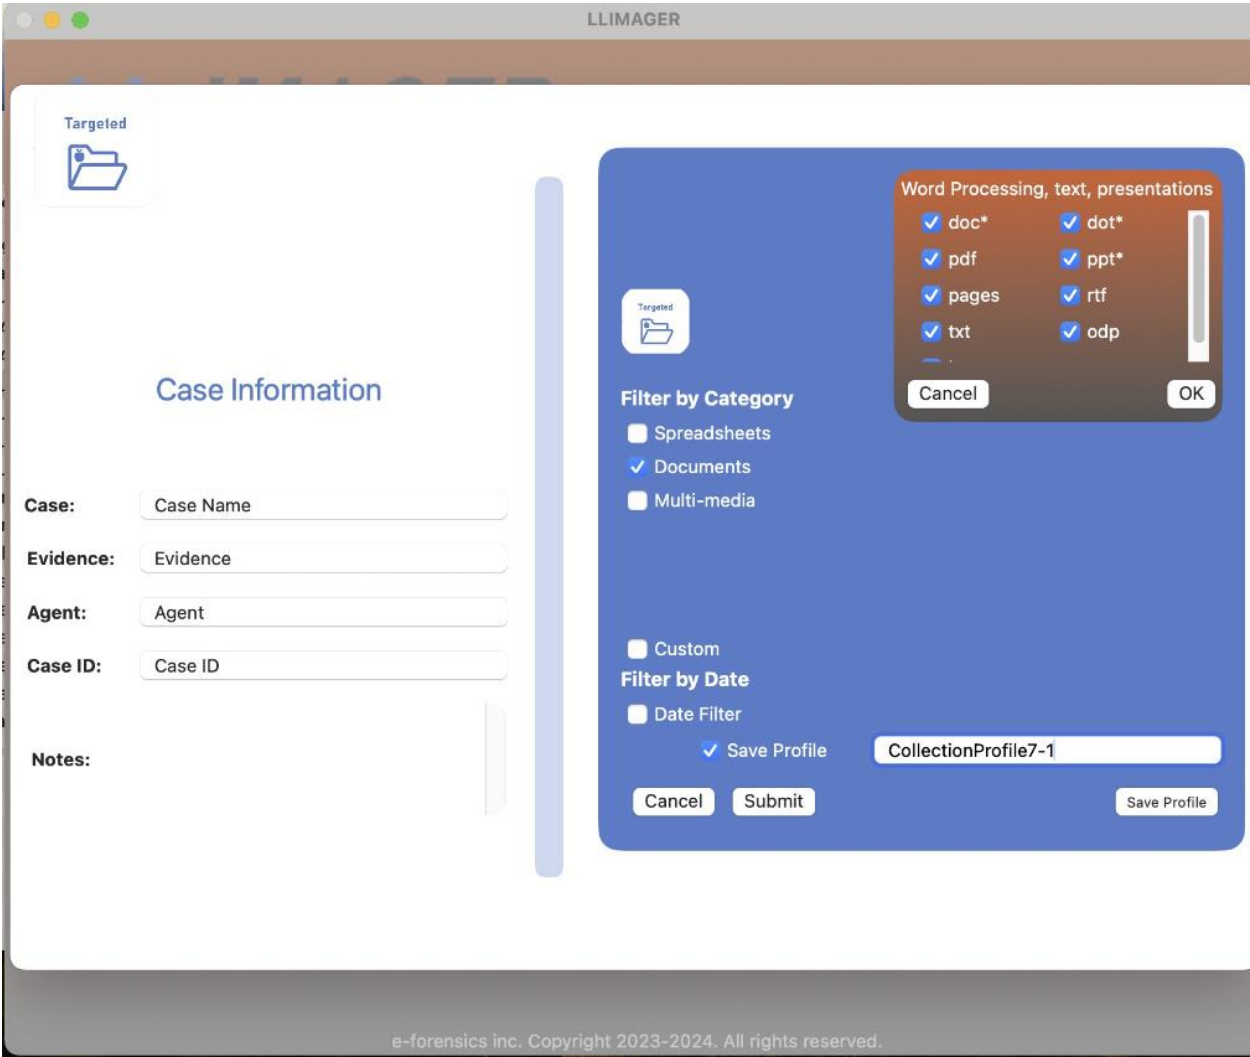 LLIMAGER
Targeted
Case Information
Case:
Case Name
Evidence:
Evidence
Agent:
Agent
Case ID:
Case ID
Notes:
Word Processing, text, presentations
doc*
dot*
pdf
ppt*
pages
rtf
txt
odp
Cancel
OK
Targeted
Filter by Category
Spreadsheets
Documents
Multi-media
Custom
Filter by Date
Date Filter
Save Profile
CollectionProfile7-1
Cancel
Submit
Save Profile
e-forensics inc. Copyright 2023-2024. All rights reserved.